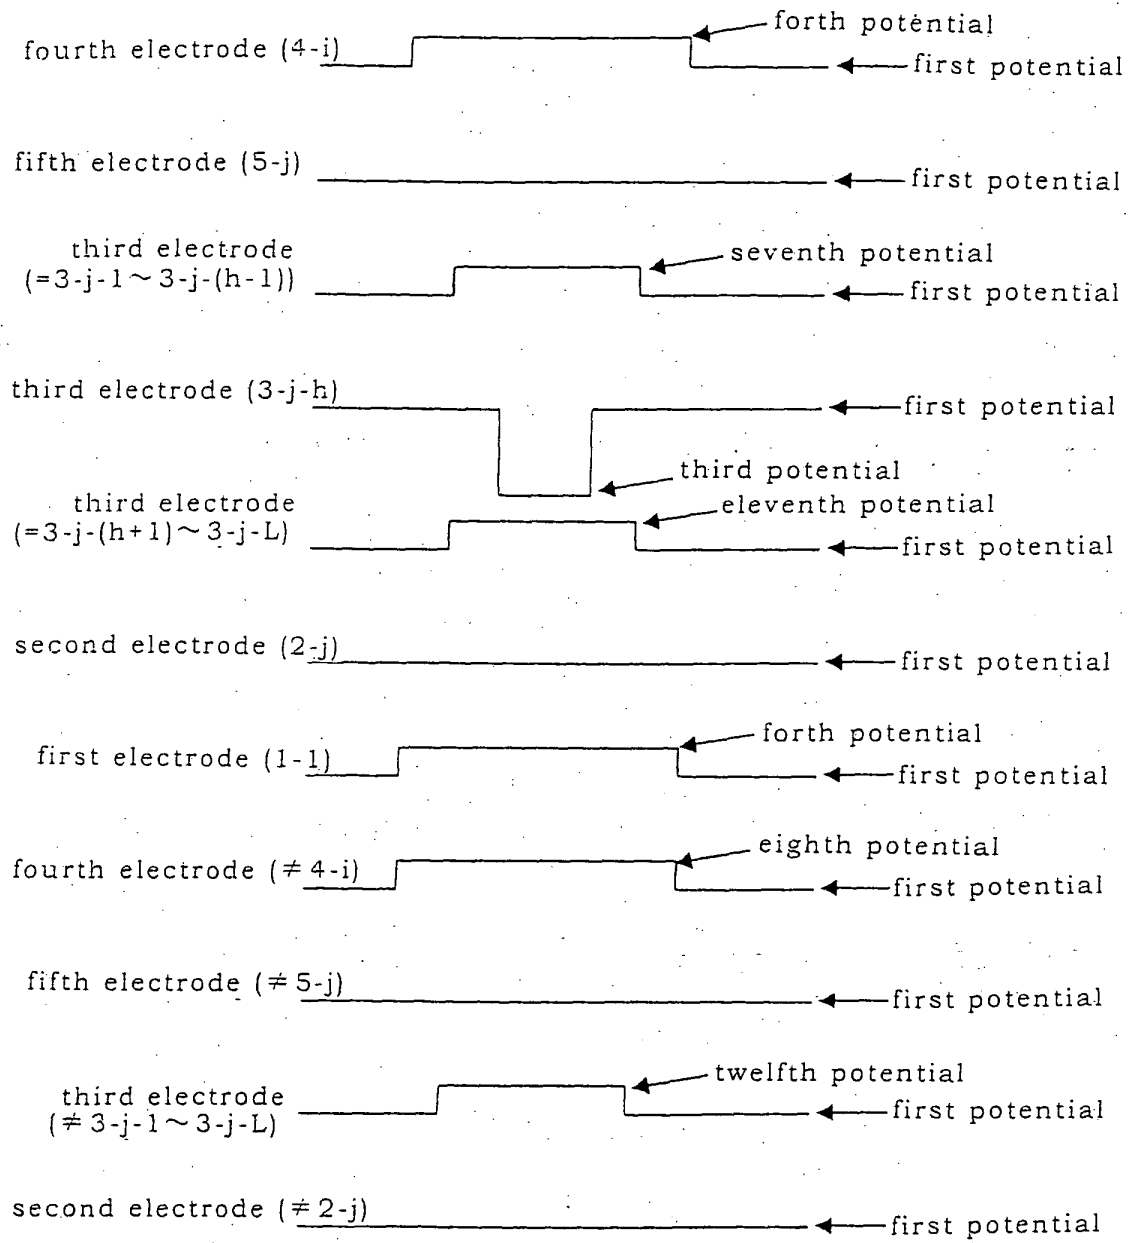 forth potential
fourth electrode (4-i)
first potential
fifth electrode (5-j)
first potential
third electrode
(=3-j-1～3-j-(h-1))
seventh potential
first potential
third electrode (3-j-h)
first potential
third potential
third electrode
(=3-j-(h+1)～3-j-L)
eleventh potential
first potential
second electrode (2-j)
first potential
forth potential
first electrode (1-1)
first potential
eighth potential
fourth electrode (≠4-i)
first potential
fifth electrode (≠5-j)
first potential
twelfth potential
third electrode
(≠3-j-1～3-j-L)
first potential
second electrode (≠2-j)
first potential